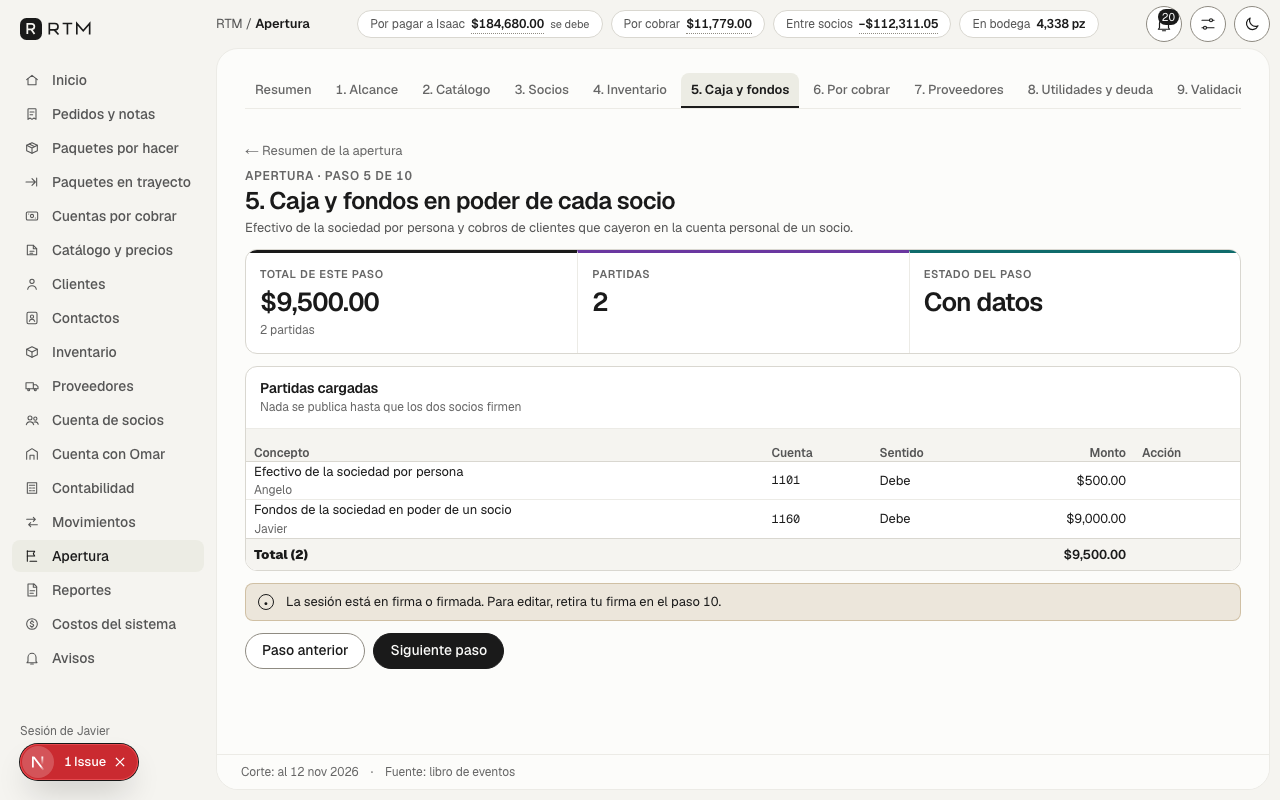 R RTM
RTM / Apertura
Por pagar a Isaac $184,680.00 se debe
Por cobrar $11,779.00
Entre socios −$112,311.05
En bodega 4,338 pz
20
Inicio
Pedidos y notas
Paquetes por hacer
Paquetes en trayecto
Cuentas por cobrar
Catálogo y precios
Clientes
Contactos
Inventario
Proveedores
Cuenta de socios
Cuenta con Omar
Contabilidad
Movimientos
Apertura
Reportes
Costos del sistema
Avisos
Sesión de Javier
N 1 Issue
Resumen 1. Alcance 2. Catálogo 3. Socios 4. Inventario 5. Caja y fondos 6. Por cobrar 7. Proveedores 8. Utilidades y deuda 9. Validació
← Resumen de la apertura
APERTURA · PASO 5 DE 10
5. Caja y fondos en poder de cada socio
Efectivo de la sociedad por persona y cobros de clientes que cayeron en la cuenta personal de un socio.
TOTAL DE ESTE PASO
$9,500.00
2 partidas
PARTIDAS
2
ESTADO DEL PASO
Con datos
Partidas cargadas
Nada se publica hasta que los dos socios firmen
Concepto Cuenta Sentido Monto Acción
Efectivo de la sociedad por persona
Angelo
1101 Debe $500.00
Fondos de la sociedad en poder de un socio
Javier
1160 Debe $9,000.00
Total (2) $9,500.00
La sesión está en firma o firmada. Para editar, retira tu firma en el paso 10.
Paso anterior
Siguiente paso
Corte: al 12 nov 2026 · Fuente: libro de eventos